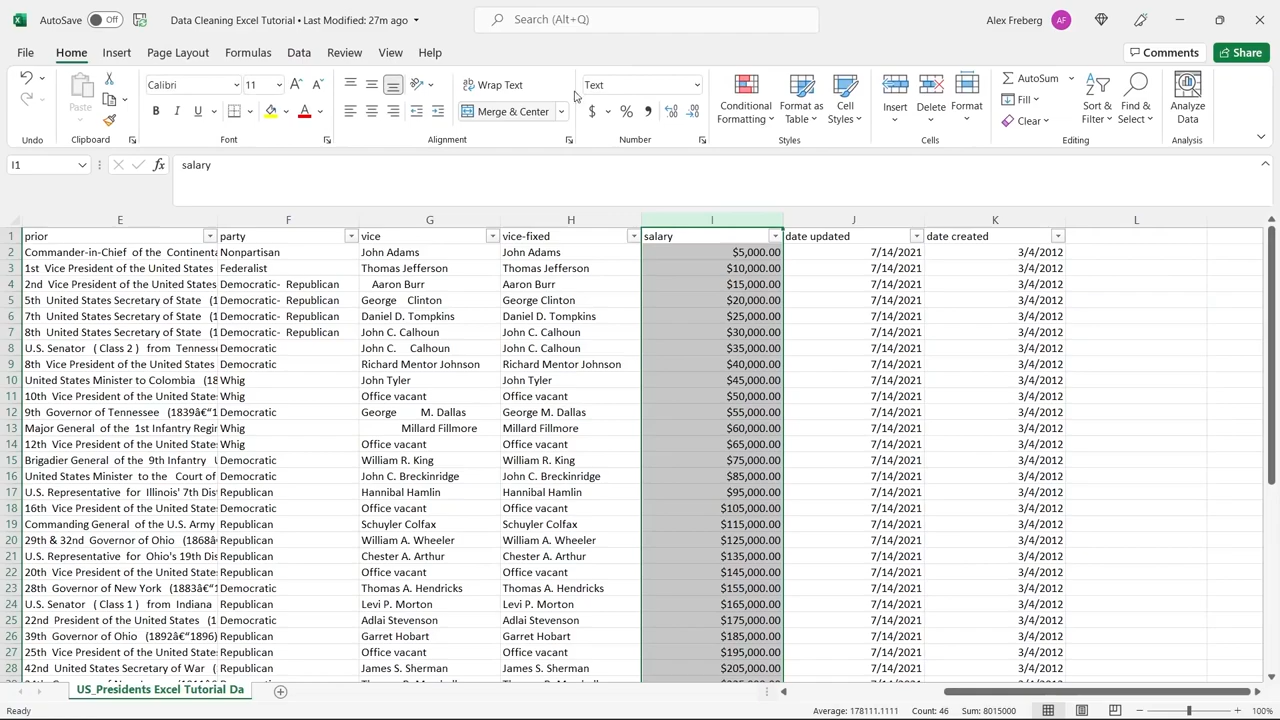 AutoSave Off Data Cleaning Excel Tutorial • Last Modified: 27m ago Search (Alt+Q) Alex Freberg AF
File Home Insert Page Layout Formulas Data Review View Help Comments Share
Calibri 11 Wrap Text Text
Paste B I U Merge & Center $ % Conditional Formatting Format as Table Cell Styles Insert Delete Format AutoSum Fill Clear Sort & Filter Find & Select Analyze Data
Undo Clipboard Font Alignment Number Styles Cells Editing Analysis
I1 fx salary
E F G H I J K L
1 prior party vice vice-fixed salary date updated date created
2 Commander-in-Chief of the Continenta Nonpartisan John Adams John Adams $5,000.00 7/14/2021 3/4/2012
3 1st Vice President of the United States Federalist Thomas Jefferson Thomas Jefferson $10,000.00 7/14/2021 3/4/2012
4 2nd Vice President of the United States Democratic- Republican Aaron Burr Aaron Burr $15,000.00 7/14/2021 3/4/2012
5 5th United States Secretary of State (1 Democratic- Republican George Clinton George Clinton $20,000.00 7/14/2021 3/4/2012
6 7th United States Secretary of State (1 Democratic- Republican Daniel D. Tompkins Daniel D. Tompkins $25,000.00 7/14/2021 3/4/2012
7 8th United States Secretary of State (1 Democratic- Republican John C. Calhoun John C. Calhoun $30,000.00 7/14/2021 3/4/2012
8 U.S. Senator ( Class 2 ) from Tennesse Democratic John C. Calhoun John C. Calhoun $35,000.00 7/14/2021 3/4/2012
9 8th Vice President of the United States Democratic Richard Mentor Johnson Richard Mentor Johnson $40,000.00 7/14/2021 3/4/2012
10 United States Minister to Colombia (18 Whig John Tyler John Tyler $45,000.00 7/14/2021 3/4/2012
11 10th Vice President of the United State Whig Office vacant Office vacant $50,000.00 7/14/2021 3/4/2012
12 9th Governor of Tennessee (1839â€“1 Democratic George M. Dallas George M. Dallas $55,000.00 7/14/2021 3/4/2012
13 Major General of the 1st Infantry Regin Whig Millard Fillmore Millard Fillmore $60,000.00 7/14/2021 3/4/2012
14 12th Vice President of the United State Whig Office vacant Office vacant $65,000.00 7/14/2021 3/4/2012
15 Brigadier General of the 9th Infantry Democratic William R. King William R. King $75,000.00 7/14/2021 3/4/2012
16 United States Minister to the Court of Democratic John C. Breckinridge John C. Breckinridge $85,000.00 7/14/2021 3/4/2012
17 U.S. Representative for Illinois' 7th Dis Republican Hannibal Hamlin Hannibal Hamlin $95,000.00 7/14/2021 3/4/2012
18 16th Vice President of the United State Democratic Office vacant Office vacant $105,000.00 7/14/2021 3/4/2012
19 Commanding General of the U.S. Army Republican Schuyler Colfax Schuyler Colfax $115,000.00 7/14/2021 3/4/2012
20 29th & 32nd Governor of Ohio (1868â Republican William A. Wheeler William A. Wheeler $125,000.00 7/14/2021 3/4/2012
21 U.S. Representative for Ohio's 19th Dis Republican Chester A. Arthur Chester A. Arthur $135,000.00 7/14/2021 3/4/2012
22 20th Vice President of the United State Republican Office vacant Office vacant $145,000.00 7/14/2021 3/4/2012
23 28th Governor of New York (1883â€“1 Democratic Thomas A. Hendricks Thomas A. Hendricks $155,000.00 7/14/2021 3/4/2012
24 U.S. Senator ( Class 1 ) from Indiana Republican Levi P. Morton Levi P. Morton $165,000.00 7/14/2021 3/4/2012
25 22nd President of the United States (1 Democratic Adlai Stevenson Adlai Stevenson $175,000.00 7/14/2021 3/4/2012
26 39th Governor of Ohio (1892â€“1896) Republican Garret Hobart Garret Hobart $185,000.00 7/14/2021 3/4/2012
27 25th Vice President of the United State Republican Office vacant Office vacant $195,000.00 7/14/2021 3/4/2012
28 42nd United States Secretary of War ( Republican James S. Sherman James S. Sherman $205,000.00 7/14/2021 3/4/2012
US_Presidents Excel Tutorial Da
Ready Average: 178111.1111 Count: 46 Sum: 8015000 100%